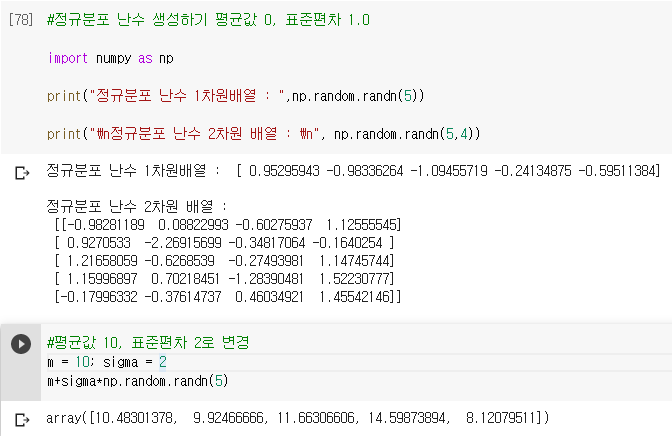 [78] #정규분포 난수 생성하기 평균값 0, 표준편차 1.0
import numpy as np
print("정규분포 난수 1차원배열 : ",np.random.randn(5))
print("₩n정규분포 난수 2차원 배열 : ₩n", np.random.randn(5,4))
정규분포 난수 1차원배열 :  [ 0.95295943 -0.98336264 -1.09455719 -0.24134875 -0.59511384]
정규분포 난수 2차원 배열 :
[[-0.98281189  0.08822993 -0.60275937  1.12555545]
[ 0.9270533  -2.26915699 -0.34817064 -0.1640254 ]
[ 1.21658059 -0.6268539  -0.27493981  1.14745744]
[ 1.15996897  0.70218451 -1.28390481  1.52230777]
[-0.17996332 -0.37614737  0.46034921  1.45542146]]
#평균값 10, 표준편차 2로 변경
m = 10; sigma = 2
m+sigma*np.random.randn(5)
array([10.48301378,  9.92466666, 11.66306606, 14.59873894,  8.12079511])